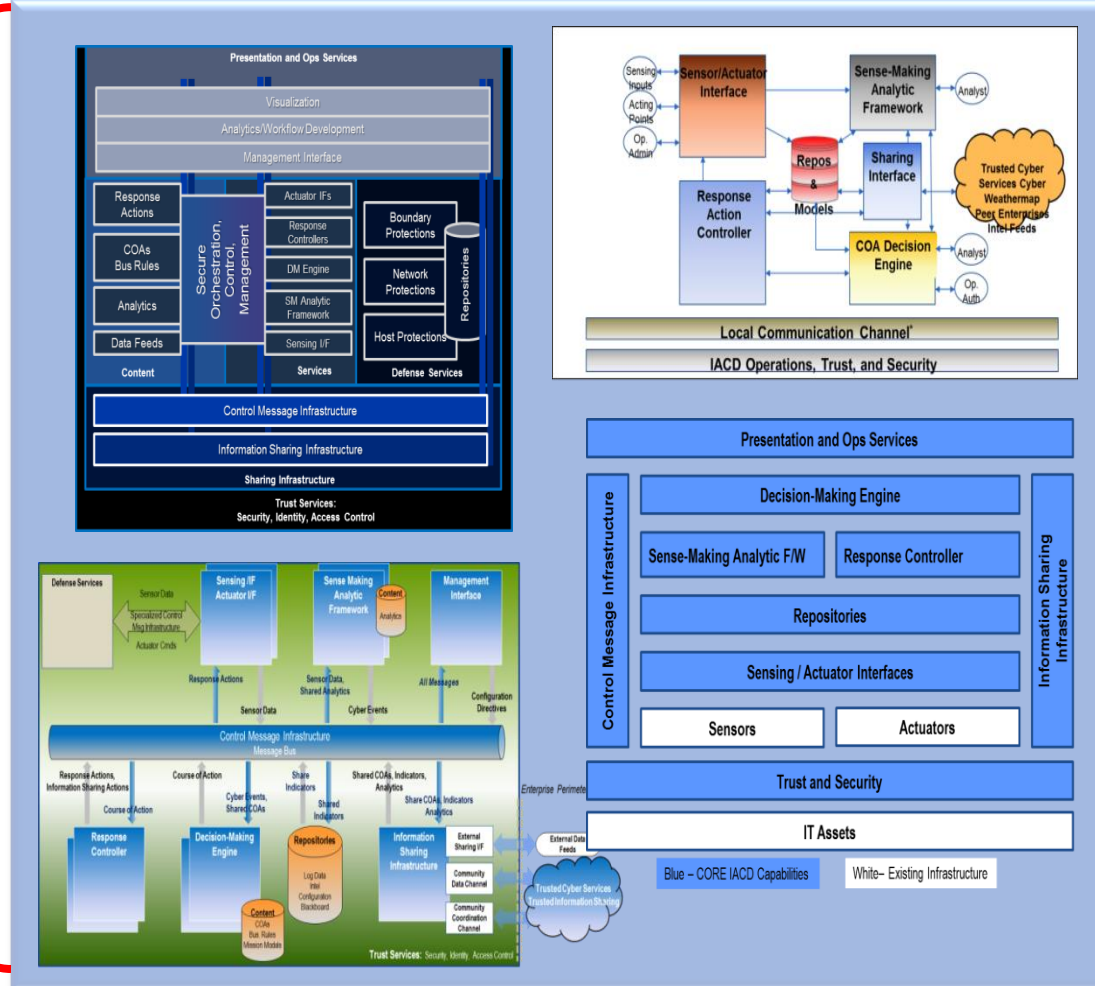 Presentation and Ops Services
Visualization
Analytics/Workflow Development
Management Interface
Response
Actions
COAs
Bus Rules
Analytics
Data Feeds
Content
Secure
Orchestration,
Control,
Management
Actuator IFs
Response
Controllers
DM Engine
SM Analytic
Framework
Sensing I/F
Services
Boundary
Protections
Network
Protections
Host Protections
Repositories
Defense Services
Control Message Infrastructure
Information Sharing Infrastructure
Sharing Infrastructure
Trust Services:
Security, Identity, Access Control
Sensing
Inputs
Acting
Points
Op.
Admin
Sensor/Actuator
Interface
Sense-Making
Analytic
Framework
Analyst
Repos
&
Models
Sharing
Interface
Trusted Cyber
Services Cyber
Weathermap
Peer Enterprises
Intel Feeds
Response
Action
Controller
COA Decision
Engine
Analyst
Op.
Auth
Local Communication Channel*
IACD Operations, Trust, and Security
Defense Services
Sensor Data
Specialized Control
Msg Infrastructure
Actuator Cmds
Sensing /IF
Actuator I/F
Sense Making
Analytic
Framework
Content
Analytics
Management
Interface
Response Actions
Sensor Data
Sensor Data,
Shared Analytics
Cyber Events
All Messages
Configuration
Directives
Control Message Infrastructure
Message Bus
Response Actions,
Information Sharing Actions
Course of Action
Course of Action
Cyber Events,
Shared COAs
Share
Indicators
Shared
Indicators
Shared COAs, Indicators,
Analytics
Share COAs, Indicators
Analytics
Enterprise Perimete
Response
Controller
Decision-Making
Engine
Content
COAs
Bus. Rules
Mission Models
Repositories
Log Data
Intel
Configuration
Blackboard
Information
Sharing
Infrastructure
External
Sharing I/F
Community
Data Channel
Community
Coordination
Channel
External Data
Feeds
Trusted Cyber Services
Trusted Information Sharing
Trust Services: Security, Identity, Access Control
Presentation and Ops Services
Control Message Infrastructure
Decision-Making Engine
Sense-Making Analytic F/W
Response Controller
Repositories
Sensing / Actuator Interfaces
Sensors
Actuators
Information Sharing
Infrastructure
Trust and Security
IT Assets
Blue – CORE IACD Capabilities
White– Existing Infrastructure